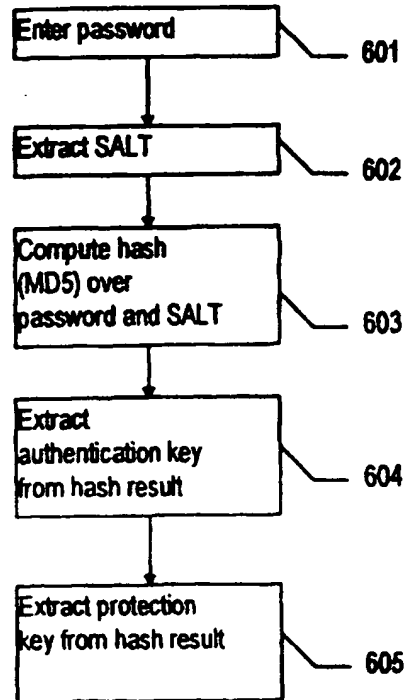 Enter password
601
Extract SALT
602
Compute hash
(MD5) over
password and SALT
603
Extract
authentication key
from hash result
604
Extract protection
key from hash result
605